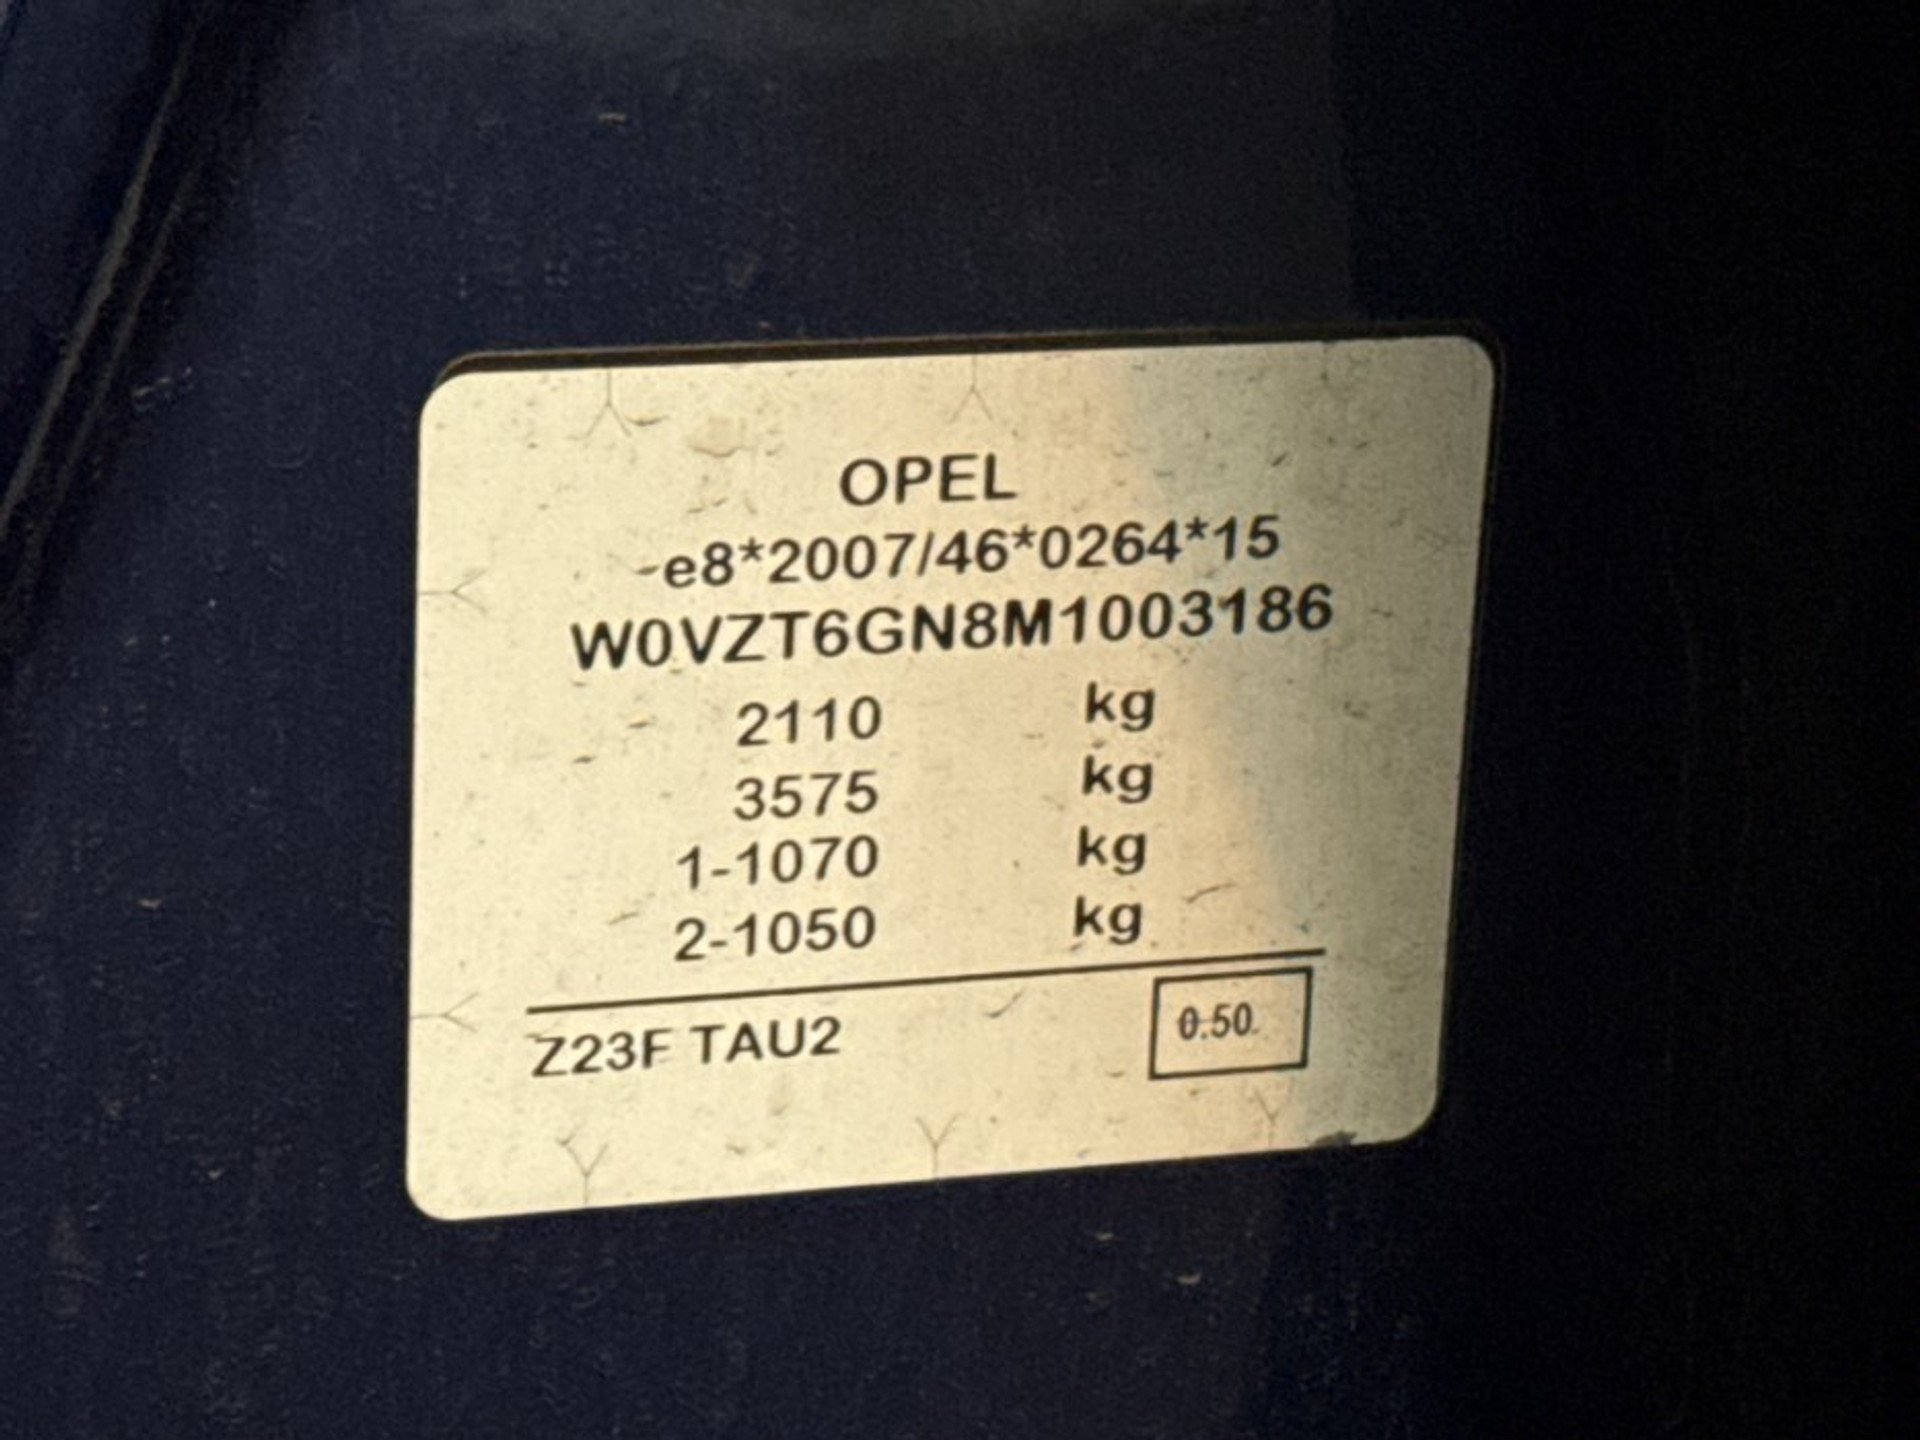 OPEL
e8*2007/46*0264*15
W0VZT6GN8M1003186
2110 kg
3575 kg
1-1070 kg
2-1050 kg
Z23F TAU2 0.50